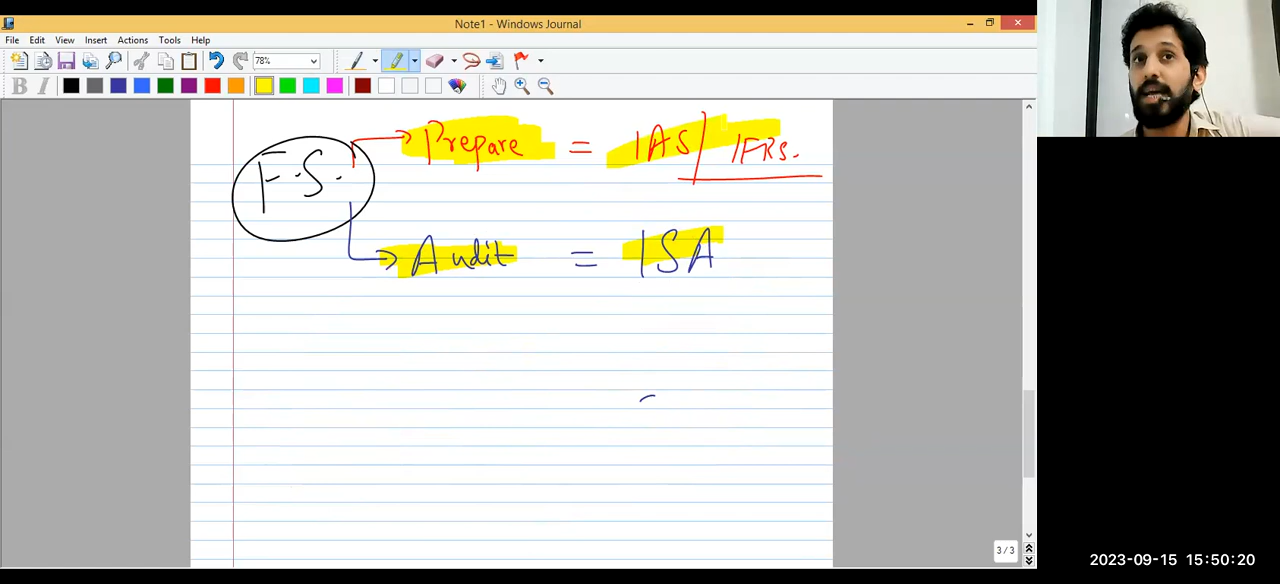 Note1 - Windows Journal
File Edit View Insert Actions Tools Help
78%
B I
F.S.
Prepare = IAS/IFRS.
Audit = ISA
3 / 3
2023-09-15 15:50:20